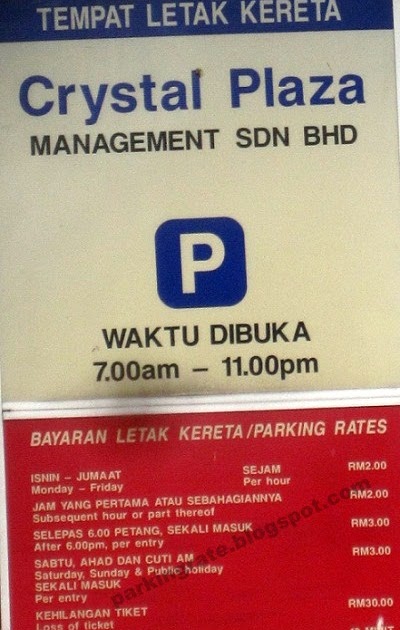 TEMPAT LETAK KERETA
Crystal Plaza
MANAGEMENT SDN BHD
P
WAKTU DIBUKA
7.00am – 11.00pm
BAYARAN LETAK KERETA/PARKING RATES
ISNIN – JUMAAT SEJAM RM2.00
Monday – Friday Per hour
JAM YANG PERTAMA ATAU SEBAHAGIANNYA RM2.00
Subsequent hour or part thereof
SELEPAS 6.00 PETANG, SEKALI MASUK RM3.00
After 6.00pm, per entry
SABTU, AHAD DAN CUTI AM RM3.00
Saturday, Sunday & Public holiday
SEKALI MASUK
Per entry
KEHILANGAN TIKET RM30.00
Loss of ticket
parkingrate.blogspot.com